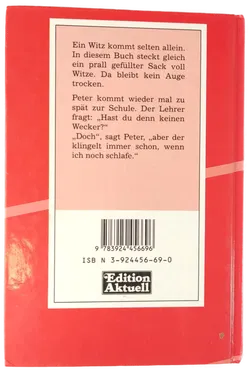 Ein Witz kommt selten allein.
In diesem Buch steckt gleich
ein prall gefüllter Sack voll
Witze. Da bleibt kein Auge
trocken.
Peter kommt wieder mal zu
spät zur Schule. Der Lehrer
fragt: „Hast du denn keinen
Wecker?“
„Doch“, sagt Peter, „aber der
klingelt immer schon, wenn
ich noch schlafe.“
9 783924 456696
ISBN 3-924456-69-0
Edition
Aktuell